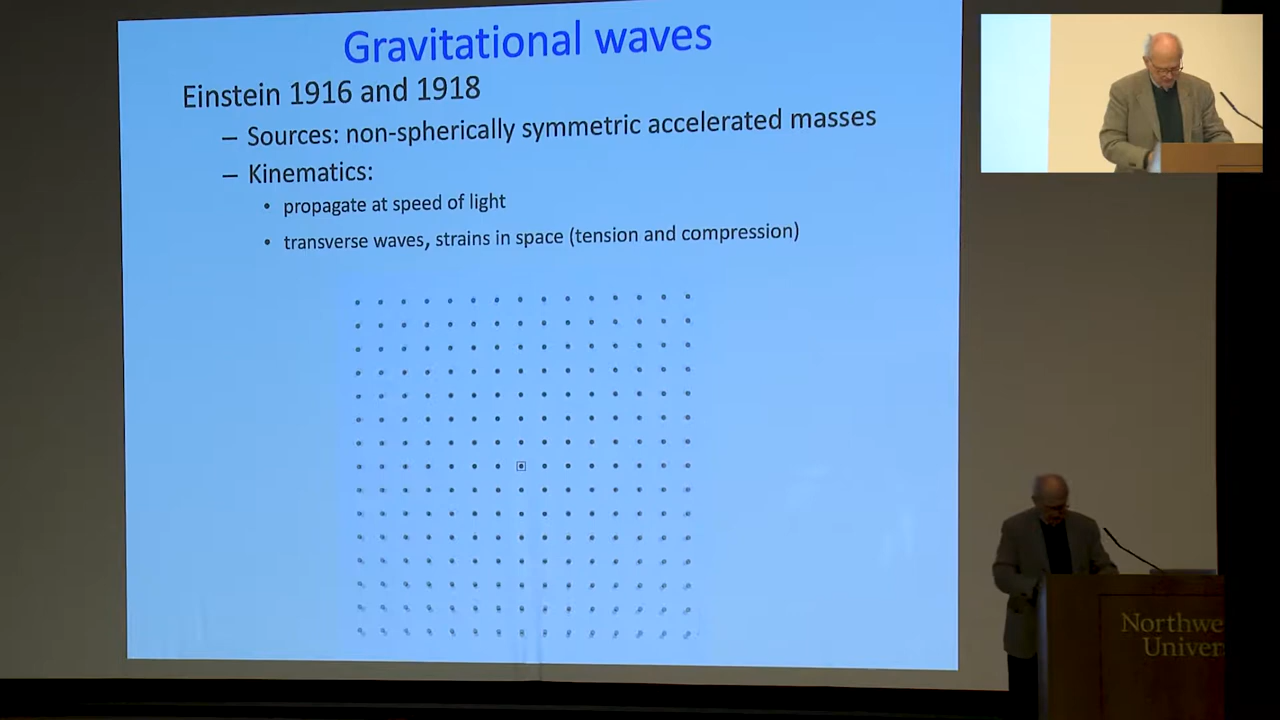 Gravitational waves
Einstein 1916 and 1918
– Sources: non-spherically symmetric accelerated masses
– Kinematics:
• propagate at speed of light
• transverse waves, strains in space (tension and compression)